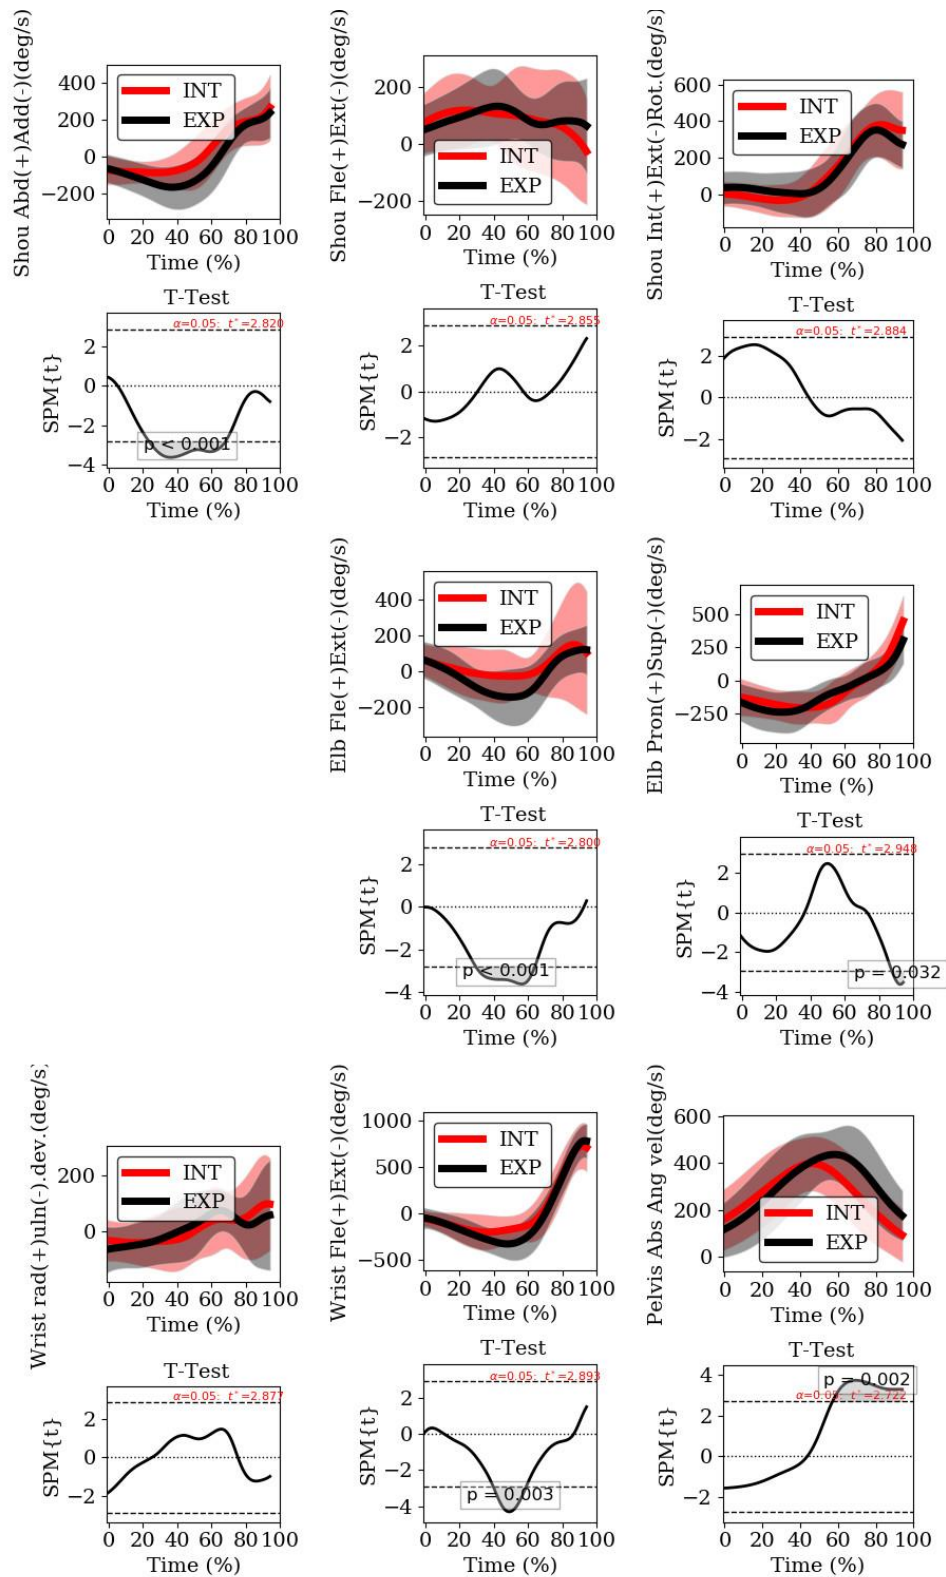 Shou Abd(+)Add(-)(deg/s)
400
200
0
−200
INT
EXP
0 20 40 60 80 100
Time (%)
Shou Fle(+)Ext(-)(deg/s)
200
0
−200
INT
EXP
0 20 40 60 80 100
Time (%)
Shou Int(+)Ext(-)Rot.(deg/s)
600
400
200
0
INT
EXP
0 20 40 60 80 100
Time (%)
T-Test
SPM{t}
2
0
−2
−4
α=0.05: t*=2.820
p < 0.001
0 20 40 60 80 100
Time (%)
T-Test
SPM{t}
2
0
−2
α=0.05: t*=2.855
0 20 40 60 80 100
Time (%)
T-Test
SPM{t}
2
0
−2
α=0.05: t*=2.884
0 20 40 60 80 100
Time (%)
Elb Fle(+)Ext(-)(deg/s)
400
200
0
−200
INT
EXP
0 20 40 60 80 100
Time (%)
Elb Pron(+)Sup(-)(deg/s)
500
250
0
−250
INT
EXP
0 20 40 60 80 100
Time (%)
T-Test
SPM{t}
2
0
−2
−4
α=0.05: t*=2.800
p < 0.001
0 20 40 60 80 100
Time (%)
T-Test
SPM{t}
2
0
−2
−4
α=0.05: t*=2.948
p = 0.032
0 20 40 60 80 100
Time (%)
Wrist rad(+)uln(-).dev.(deg/s)
200
0
INT
EXP
0 20 40 60 80 100
Time (%)
Wrist Fle(+)Ext(-)(deg/s)
1000
500
0
−500
INT
EXP
0 20 40 60 80 100
Time (%)
Pelvis Abs Ang vel(deg/s)
600
400
200
0
INT
EXP
0 20 40 60 80 100
Time (%)
T-Test
SPM{t}
2
0
−2
α=0.05: t*=2.877
0 20 40 60 80 100
Time (%)
T-Test
SPM{t}
2
0
−2
−4
α=0.05: t*=2.893
p = 0.003
0 20 40 60 80 100
Time (%)
T-Test
SPM{t}
4
2
0
−2
p = 0.002
α=0.05: t*=2.722
0 20 40 60 80 100
Time (%)